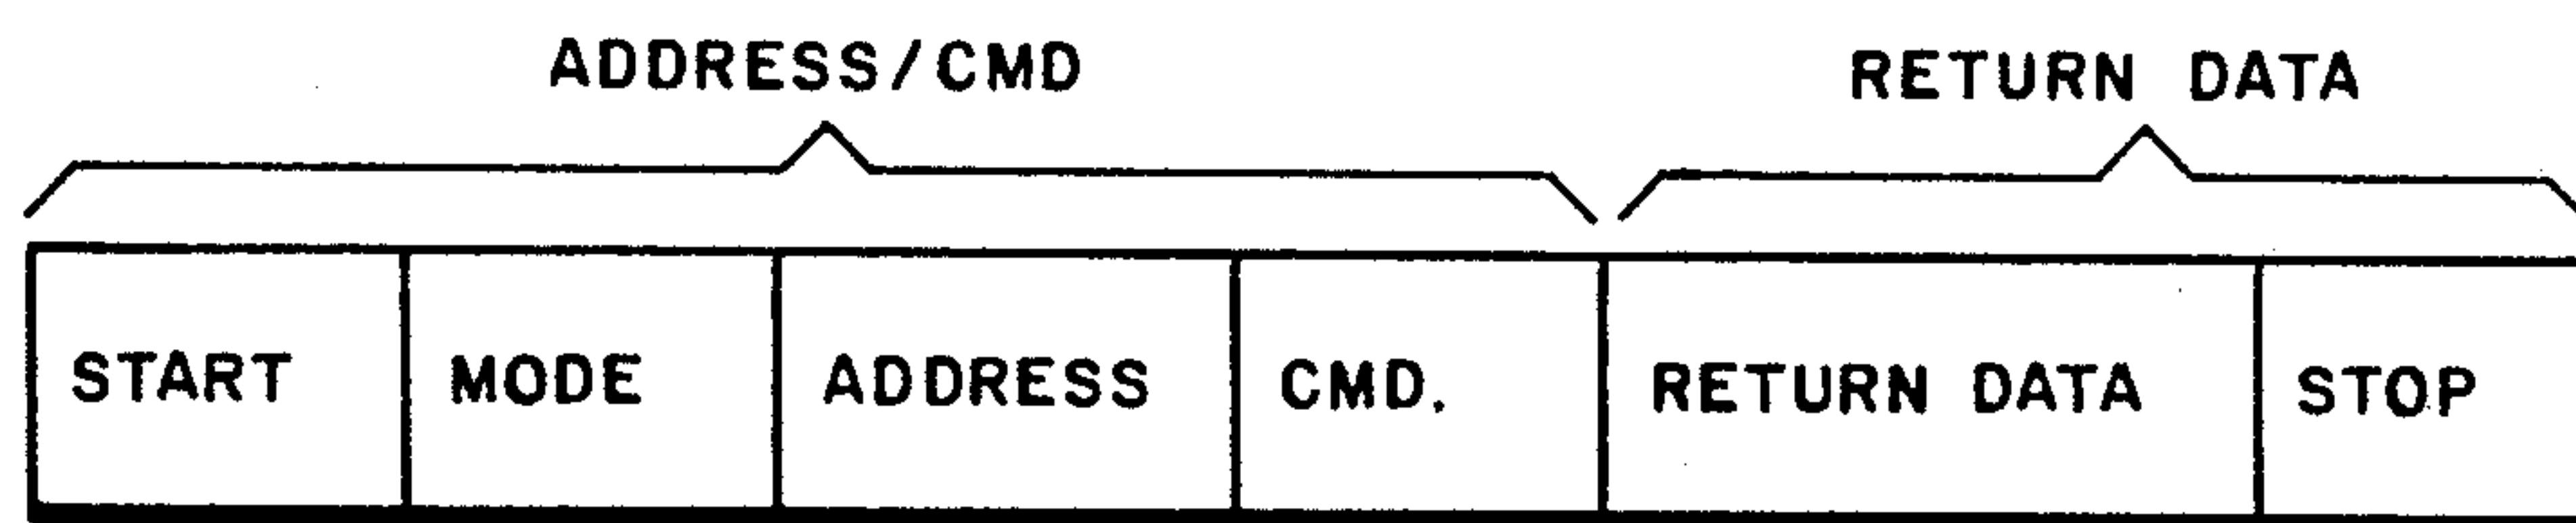 ADDRESS/CMD RETURN DATA
START MODE ADDRESS CMD. RETURN DATA STOP